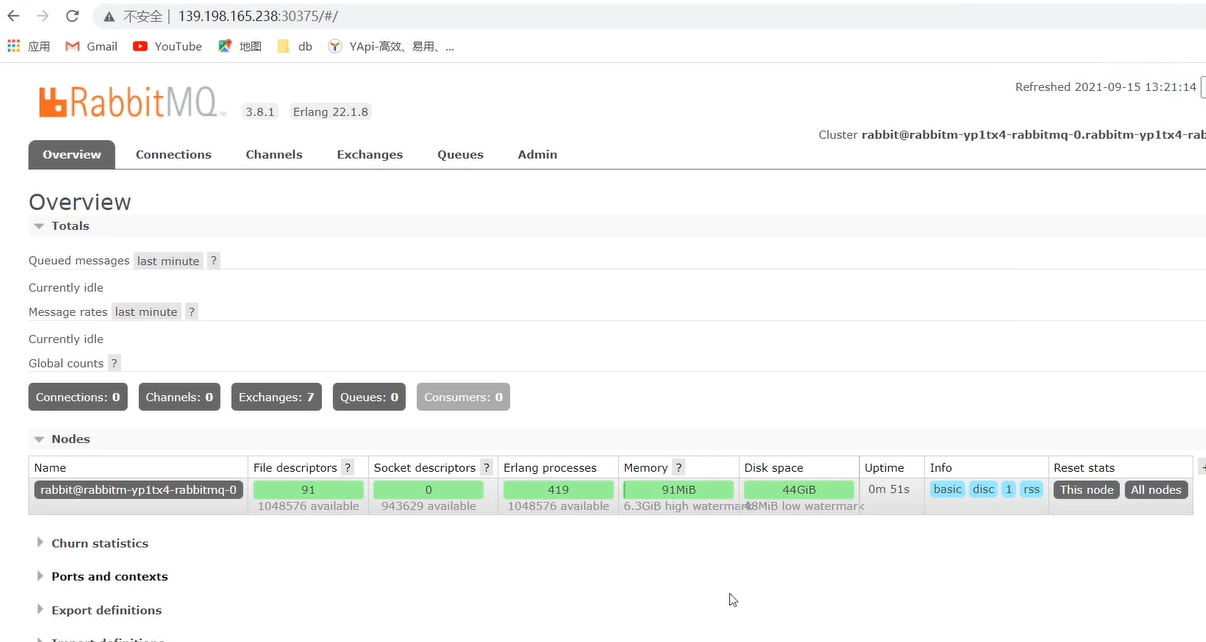 不安全 | 139.198.165.238:30375/#/
应用 Gmail YouTube 地图 db YApi-高效、易用、...
RabbitMQ TM 3.8.1 Erlang 22.1.8
Refreshed 2021-09-15 13:21:14
Cluster rabbit@rabbitm-yp1tx4-rabbitmq-0.rabbitm-yp1tx4-rab
Overview Connections Channels Exchanges Queues Admin
Overview
Totals
Queued messages last minute ?
Currently idle
Message rates last minute ?
Currently idle
Global counts ?
Connections: 0 Channels: 0 Exchanges: 7 Queues: 0 Consumers: 0
Nodes
Name File descriptors ? Socket descriptors ? Erlang processes Memory ? Disk space Uptime Info Reset stats +
rabbit@rabbitm-yp1tx4-rabbitmq-0 91 0 419 91MiB 44GiB 0m 51s basic disc 1 rss This node All nodes
1048576 available 943629 available 1048576 available 6.3GiB high watermark 48MiB low watermark
Churn statistics
Ports and contexts
Export definitions
Import definitions